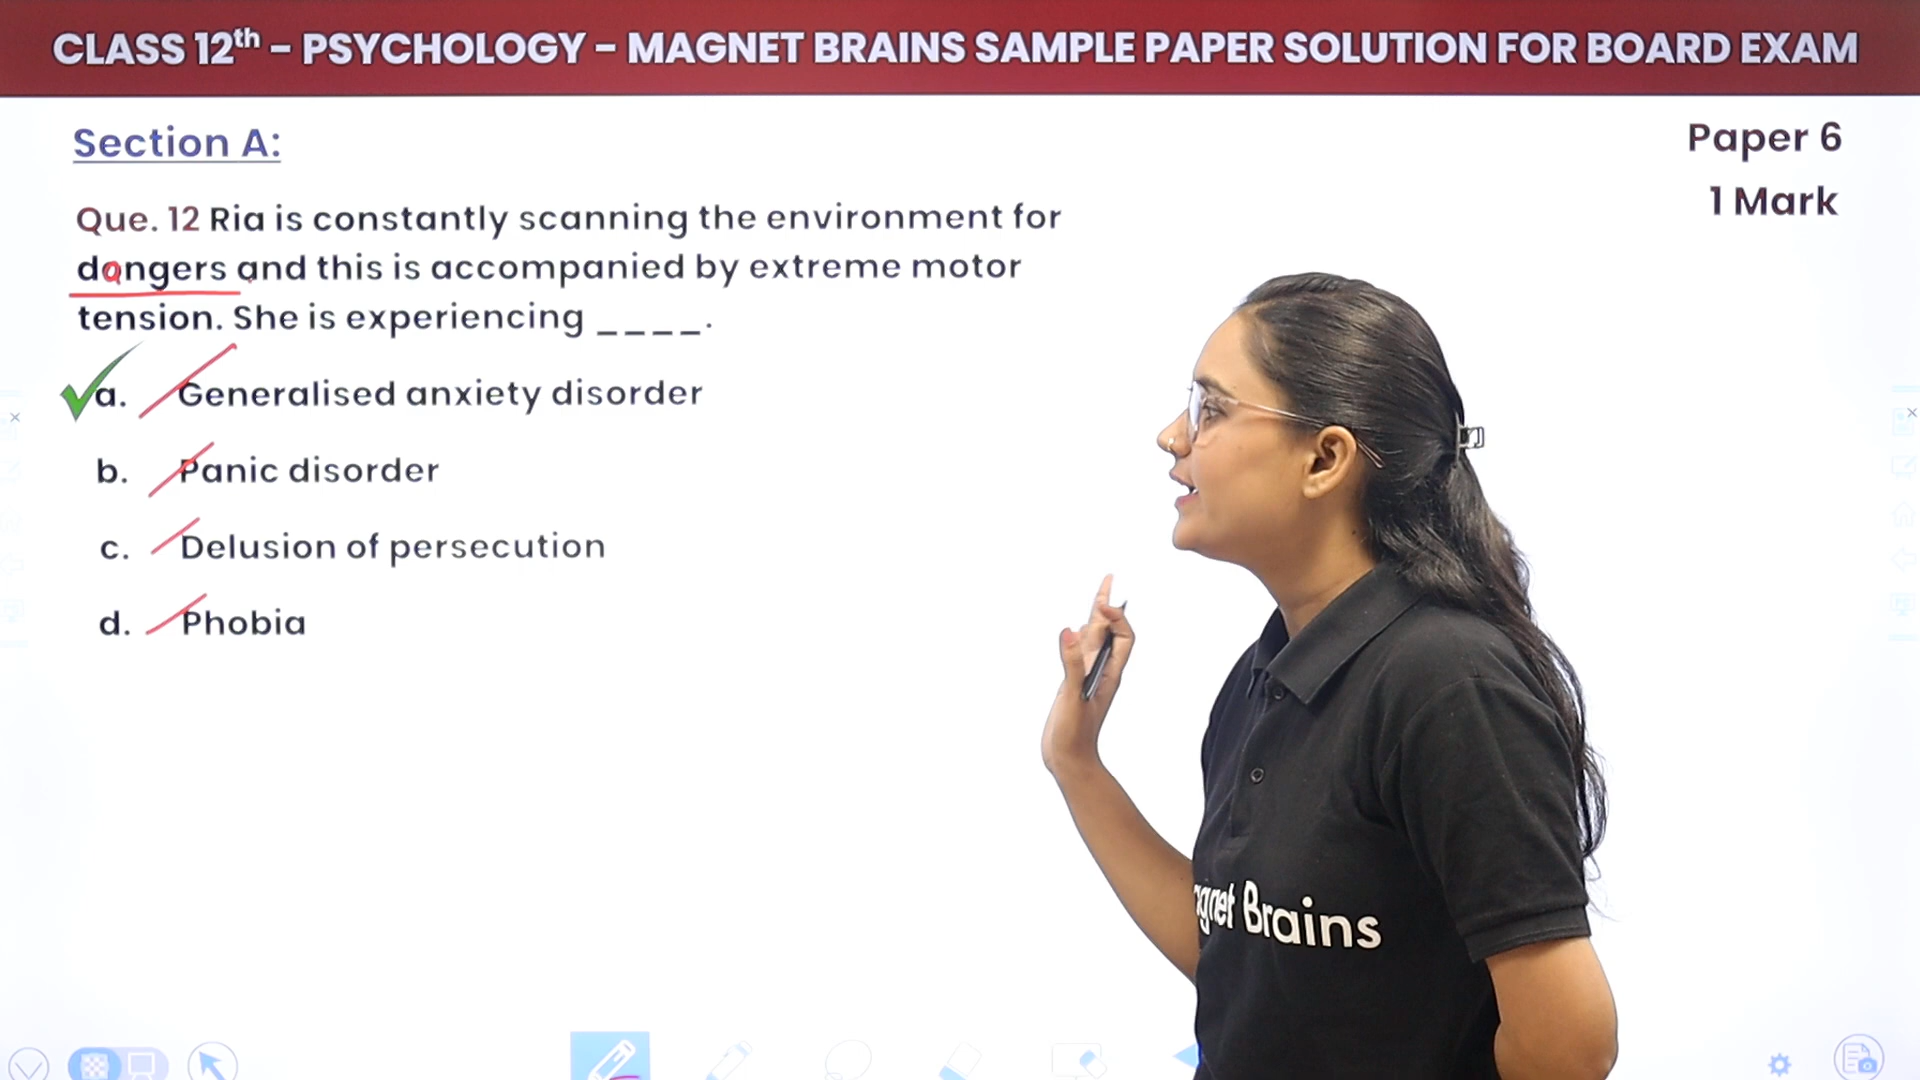 CLASS 12th – PSYCHOLOGY – MAGNET BRAINS SAMPLE PAPER SOLUTION FOR BOARD EXAM
Section A:
Paper 6
1 Mark
Que. 12 Ria is constantly scanning the environment for
dangers and this is accompanied by extreme motor
tension. She is experiencing ____.
a. Generalised anxiety disorder
b. Panic disorder
c. Delusion of persecution
d. Phobia
Brains